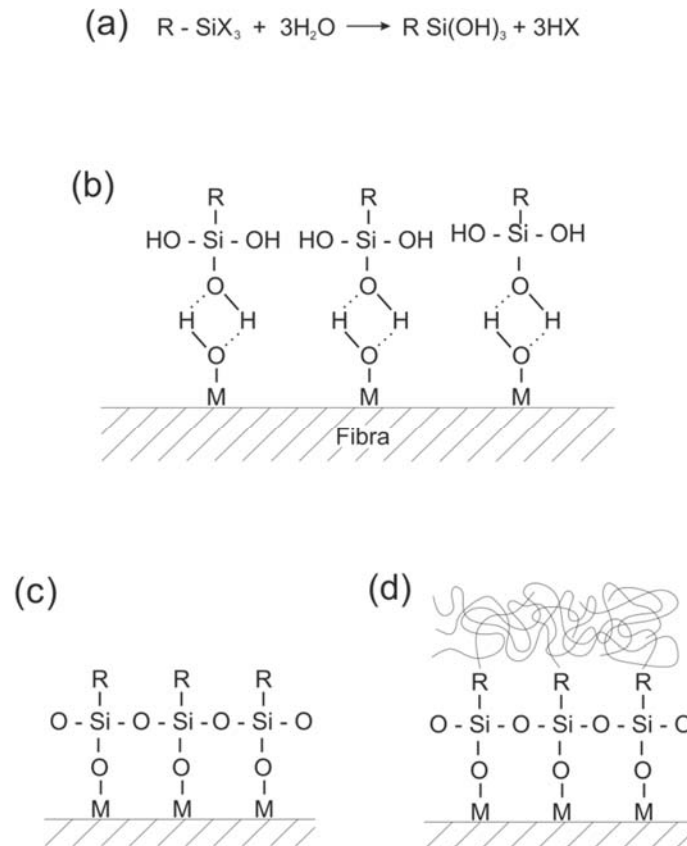 (a) R - SiX₃ + 3H₂O ⟶ R Si(OH)₃ + 3HX
(b)
R R R
HO - Si - OH HO - Si - OH HO - Si - OH
O O O
H H H H H H
O O O
M M M
Fibra
(c) (d)
R R R R R R
O - Si - O - Si - O - Si - O O - Si - O - Si - O - Si - O
O O O O O O
M M M M M M